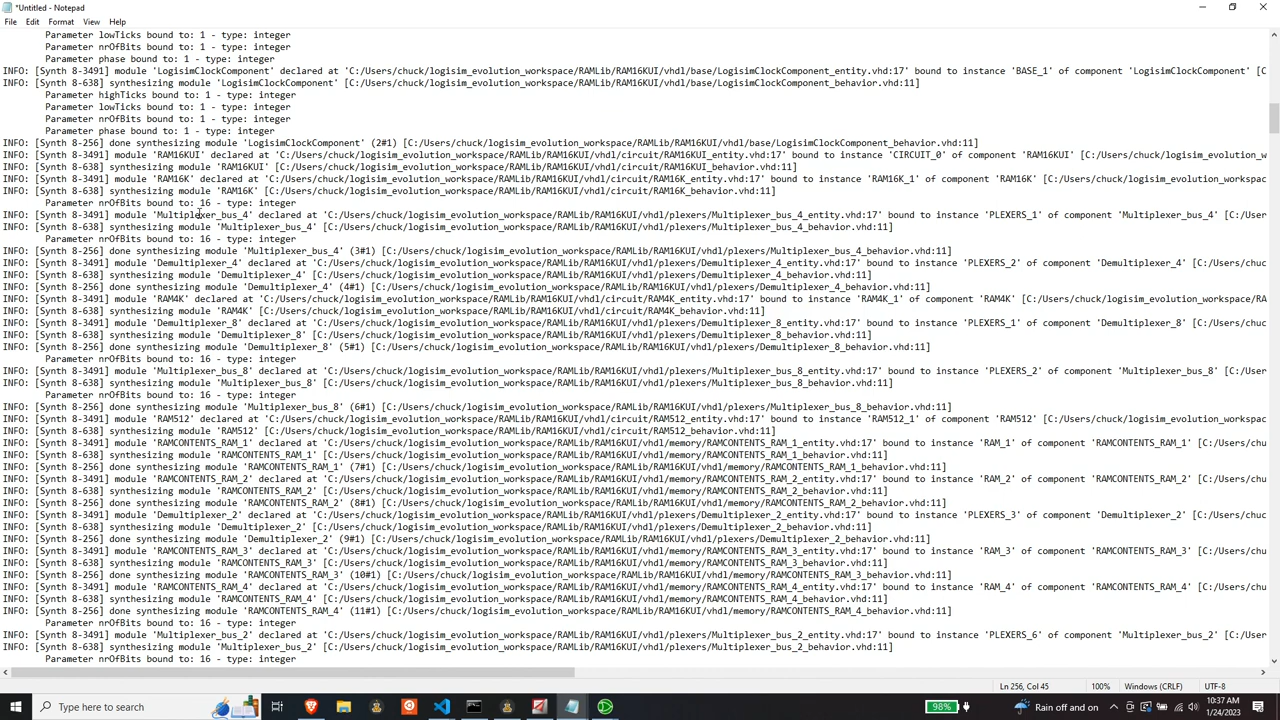 *Untitled - Notepad
File Edit Format View Help
Parameter lowTicks bound to: 1 - type: integer
Parameter nrOfBits bound to: 1 - type: integer
Parameter phase bound to: 1 - type: integer
INFO: [Synth 8-3491] module 'LogisimClockComponent' declared at 'C:/Users/chuck/logisim_evolution_workspace/RAMLib/RAM16KUI/vhdl/base/LogisimClockComponent_entity.vhd:17' bound to instance 'BASE_1' of component 'LogisimClockComponent' [C
INFO: [Synth 8-638] synthesizing module 'LogisimClockComponent' [C:/Users/chuck/logisim_evolution_workspace/RAMLib/RAM16KUI/vhdl/base/LogisimClockComponent_behavior.vhd:11]
Parameter highTicks bound to: 1 - type: integer
Parameter lowTicks bound to: 1 - type: integer
Parameter nrOfBits bound to: 1 - type: integer
Parameter phase bound to: 1 - type: integer
INFO: [Synth 8-256] done synthesizing module 'LogisimClockComponent' (2#1) [C:/Users/chuck/logisim_evolution_workspace/RAMLib/RAM16KUI/vhdl/base/LogisimClockComponent_behavior.vhd:11]
INFO: [Synth 8-3491] module 'RAM16KUI' declared at 'C:/Users/chuck/logisim_evolution_workspace/RAMLib/RAM16KUI/vhdl/circuit/RAM16KUI_entity.vhd:17' bound to instance 'CIRCUIT_0' of component 'RAM16KUI' [C:/Users/chuck/logisim_evolution_w
INFO: [Synth 8-638] synthesizing module 'RAM16KUI' [C:/Users/chuck/logisim_evolution_workspace/RAMLib/RAM16KUI/vhdl/circuit/RAM16KUI_behavior.vhd:11]
INFO: [Synth 8-3491] module 'RAM16K' declared at 'C:/Users/chuck/logisim_evolution_workspace/RAMLib/RAM16KUI/vhdl/circuit/RAM16K_entity.vhd:17' bound to instance 'RAM16K_1' of component 'RAM16K' [C:/Users/chuck/logisim_evolution_workspac
INFO: [Synth 8-638] synthesizing module 'RAM16K' [C:/Users/chuck/logisim_evolution_workspace/RAMLib/RAM16KUI/vhdl/circuit/RAM16K_behavior.vhd:11]
Parameter nrOfBits bound to: 16 - type: integer
INFO: [Synth 8-3491] module 'Multiplexer_bus_4' declared at 'C:/Users/chuck/logisim_evolution_workspace/RAMLib/RAM16KUI/vhdl/plexers/Multiplexer_bus_4_entity.vhd:17' bound to instance 'PLEXERS_1' of component 'Multiplexer_bus_4' [C:/User
INFO: [Synth 8-638] synthesizing module 'Multiplexer_bus_4' [C:/Users/chuck/logisim_evolution_workspace/RAMLib/RAM16KUI/vhdl/plexers/Multiplexer_bus_4_behavior.vhd:11]
Parameter nrOfBits bound to: 16 - type: integer
INFO: [Synth 8-256] done synthesizing module 'Multiplexer_bus_4' (3#1) [C:/Users/chuck/logisim_evolution_workspace/RAMLib/RAM16KUI/vhdl/plexers/Multiplexer_bus_4_behavior.vhd:11]
INFO: [Synth 8-3491] module 'Demultiplexer_4' declared at 'C:/Users/chuck/logisim_evolution_workspace/RAMLib/RAM16KUI/vhdl/plexers/Demultiplexer_4_entity.vhd:17' bound to instance 'PLEXERS_2' of component 'Demultiplexer_4' [C:/Users/chuc
INFO: [Synth 8-638] synthesizing module 'Demultiplexer_4' [C:/Users/chuck/logisim_evolution_workspace/RAMLib/RAM16KUI/vhdl/plexers/Demultiplexer_4_behavior.vhd:11]
INFO: [Synth 8-256] done synthesizing module 'Demultiplexer_4' (4#1) [C:/Users/chuck/logisim_evolution_workspace/RAMLib/RAM16KUI/vhdl/plexers/Demultiplexer_4_behavior.vhd:11]
INFO: [Synth 8-3491] module 'RAM4K' declared at 'C:/Users/chuck/logisim_evolution_workspace/RAMLib/RAM16KUI/vhdl/circuit/RAM4K_entity.vhd:17' bound to instance 'RAM4K_1' of component 'RAM4K' [C:/Users/chuck/logisim_evolution_workspace/RA
INFO: [Synth 8-638] synthesizing module 'RAM4K' [C:/Users/chuck/logisim_evolution_workspace/RAMLib/RAM16KUI/vhdl/circuit/RAM4K_behavior.vhd:11]
INFO: [Synth 8-3491] module 'Demultiplexer_8' declared at 'C:/Users/chuck/logisim_evolution_workspace/RAMLib/RAM16KUI/vhdl/plexers/Demultiplexer_8_entity.vhd:17' bound to instance 'PLEXERS_1' of component 'Demultiplexer_8' [C:/Users/chuc
INFO: [Synth 8-638] synthesizing module 'Demultiplexer_8' [C:/Users/chuck/logisim_evolution_workspace/RAMLib/RAM16KUI/vhdl/plexers/Demultiplexer_8_behavior.vhd:11]
INFO: [Synth 8-256] done synthesizing module 'Demultiplexer_8' (5#1) [C:/Users/chuck/logisim_evolution_workspace/RAMLib/RAM16KUI/vhdl/plexers/Demultiplexer_8_behavior.vhd:11]
Parameter nrOfBits bound to: 16 - type: integer
INFO: [Synth 8-3491] module 'Multiplexer_bus_8' declared at 'C:/Users/chuck/logisim_evolution_workspace/RAMLib/RAM16KUI/vhdl/plexers/Multiplexer_bus_8_entity.vhd:17' bound to instance 'PLEXERS_2' of component 'Multiplexer_bus_8' [C:/User
INFO: [Synth 8-638] synthesizing module 'Multiplexer_bus_8' [C:/Users/chuck/logisim_evolution_workspace/RAMLib/RAM16KUI/vhdl/plexers/Multiplexer_bus_8_behavior.vhd:11]
Parameter nrOfBits bound to: 16 - type: integer
INFO: [Synth 8-256] done synthesizing module 'Multiplexer_bus_8' (6#1) [C:/Users/chuck/logisim_evolution_workspace/RAMLib/RAM16KUI/vhdl/plexers/Multiplexer_bus_8_behavior.vhd:11]
INFO: [Synth 8-3491] module 'RAM512' declared at 'C:/Users/chuck/logisim_evolution_workspace/RAMLib/RAM16KUI/vhdl/circuit/RAM512_entity.vhd:17' bound to instance 'RAM512_1' of component 'RAM512' [C:/Users/chuck/logisim_evolution_workspac
INFO: [Synth 8-638] synthesizing module 'RAM512' [C:/Users/chuck/logisim_evolution_workspace/RAMLib/RAM16KUI/vhdl/circuit/RAM512_behavior.vhd:11]
INFO: [Synth 8-3491] module 'RAMCONTENTS_RAM_1' declared at 'C:/Users/chuck/logisim_evolution_workspace/RAMLib/RAM16KUI/vhdl/memory/RAMCONTENTS_RAM_1_entity.vhd:17' bound to instance 'RAM_1' of component 'RAMCONTENTS_RAM_1' [C:/Users/chu
INFO: [Synth 8-638] synthesizing module 'RAMCONTENTS_RAM_1' [C:/Users/chuck/logisim_evolution_workspace/RAMLib/RAM16KUI/vhdl/memory/RAMCONTENTS_RAM_1_behavior.vhd:11]
INFO: [Synth 8-256] done synthesizing module 'RAMCONTENTS_RAM_1' (7#1) [C:/Users/chuck/logisim_evolution_workspace/RAMLib/RAM16KUI/vhdl/memory/RAMCONTENTS_RAM_1_behavior.vhd:11]
INFO: [Synth 8-3491] module 'RAMCONTENTS_RAM_2' declared at 'C:/Users/chuck/logisim_evolution_workspace/RAMLib/RAM16KUI/vhdl/memory/RAMCONTENTS_RAM_2_entity.vhd:17' bound to instance 'RAM_2' of component 'RAMCONTENTS_RAM_2' [C:/Users/chu
INFO: [Synth 8-638] synthesizing module 'RAMCONTENTS_RAM_2' [C:/Users/chuck/logisim_evolution_workspace/RAMLib/RAM16KUI/vhdl/memory/RAMCONTENTS_RAM_2_behavior.vhd:11]
INFO: [Synth 8-256] done synthesizing module 'RAMCONTENTS_RAM_2' (8#1) [C:/Users/chuck/logisim_evolution_workspace/RAMLib/RAM16KUI/vhdl/memory/RAMCONTENTS_RAM_2_behavior.vhd:11]
INFO: [Synth 8-3491] module 'Demultiplexer_2' declared at 'C:/Users/chuck/logisim_evolution_workspace/RAMLib/RAM16KUI/vhdl/plexers/Demultiplexer_2_entity.vhd:17' bound to instance 'PLEXERS_3' of component 'Demultiplexer_2' [C:/Users/chuc
INFO: [Synth 8-638] synthesizing module 'Demultiplexer_2' [C:/Users/chuck/logisim_evolution_workspace/RAMLib/RAM16KUI/vhdl/plexers/Demultiplexer_2_behavior.vhd:11]
INFO: [Synth 8-256] done synthesizing module 'Demultiplexer_2' (9#1) [C:/Users/chuck/logisim_evolution_workspace/RAMLib/RAM16KUI/vhdl/plexers/Demultiplexer_2_behavior.vhd:11]
INFO: [Synth 8-3491] module 'RAMCONTENTS_RAM_3' declared at 'C:/Users/chuck/logisim_evolution_workspace/RAMLib/RAM16KUI/vhdl/memory/RAMCONTENTS_RAM_3_entity.vhd:17' bound to instance 'RAM_3' of component 'RAMCONTENTS_RAM_3' [C:/Users/chu
INFO: [Synth 8-638] synthesizing module 'RAMCONTENTS_RAM_3' [C:/Users/chuck/logisim_evolution_workspace/RAMLib/RAM16KUI/vhdl/memory/RAMCONTENTS_RAM_3_behavior.vhd:11]
INFO: [Synth 8-256] done synthesizing module 'RAMCONTENTS_RAM_3' (10#1) [C:/Users/chuck/logisim_evolution_workspace/RAMLib/RAM16KUI/vhdl/memory/RAMCONTENTS_RAM_3_behavior.vhd:11]
INFO: [Synth 8-3491] module 'RAMCONTENTS_RAM_4' declared at 'C:/Users/chuck/logisim_evolution_workspace/RAMLib/RAM16KUI/vhdl/memory/RAMCONTENTS_RAM_4_entity.vhd:17' bound to instance 'RAM_4' of component 'RAMCONTENTS_RAM_4' [C:/Users/chu
INFO: [Synth 8-638] synthesizing module 'RAMCONTENTS_RAM_4' [C:/Users/chuck/logisim_evolution_workspace/RAMLib/RAM16KUI/vhdl/memory/RAMCONTENTS_RAM_4_behavior.vhd:11]
INFO: [Synth 8-256] done synthesizing module 'RAMCONTENTS_RAM_4' (11#1) [C:/Users/chuck/logisim_evolution_workspace/RAMLib/RAM16KUI/vhdl/memory/RAMCONTENTS_RAM_4_behavior.vhd:11]
Parameter nrOfBits bound to: 16 - type: integer
INFO: [Synth 8-3491] module 'Multiplexer_bus_2' declared at 'C:/Users/chuck/logisim_evolution_workspace/RAMLib/RAM16KUI/vhdl/plexers/Multiplexer_bus_2_entity.vhd:17' bound to instance 'PLEXERS_6' of component 'Multiplexer_bus_2' [C:/User
INFO: [Synth 8-638] synthesizing module 'Multiplexer_bus_2' [C:/Users/chuck/logisim_evolution_workspace/RAMLib/RAM16KUI/vhdl/plexers/Multiplexer_bus_2_behavior.vhd:11]
Parameter nrOfBits bound to: 16 - type: integer
Ln 256, Col 45 100% Windows (CRLF) UTF-8
Type here to search 98% Rain off and on 10:37 AM
1/24/2023